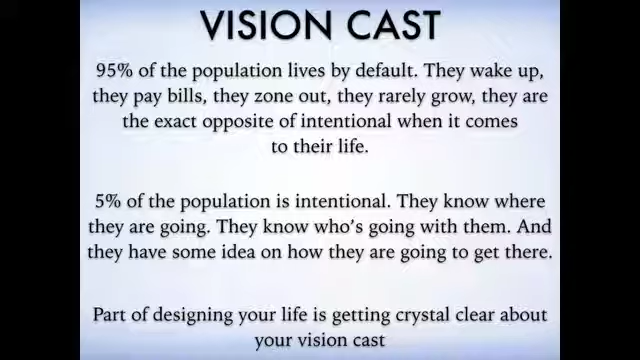 VISION CAST
95% of the population lives by default. They wake up,
they pay bills, they zone out, they rarely grow, they are
the exact opposite of intentional when it comes
to their life.
5% of the population is intentional. They know where
they are going. They know who's going with them. And
they have some idea on how they are going to get there.
Part of designing your life is getting crystal clear about
your vision cast